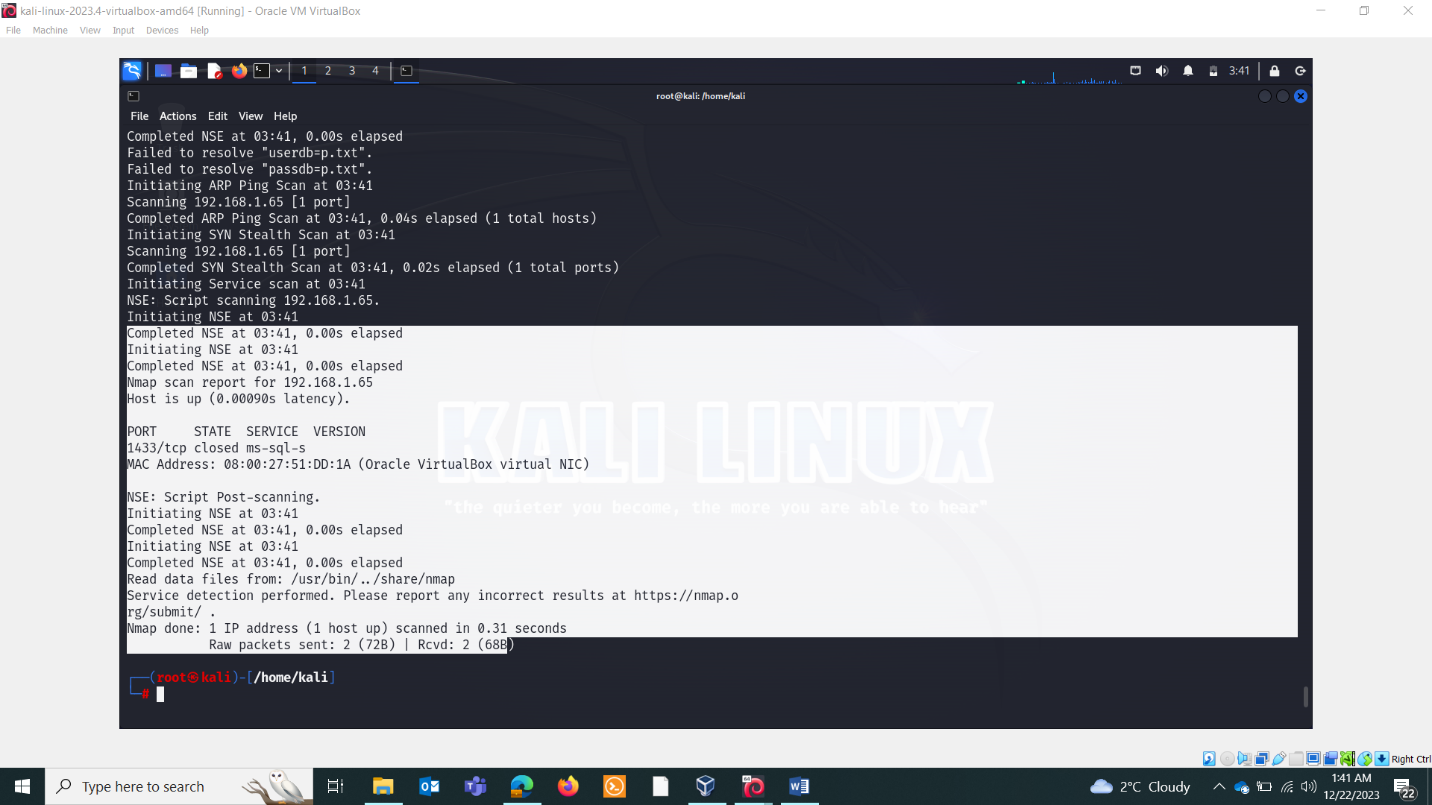 kali-linux-2023.4-virtualbox-amd64 [Running] - Oracle VM VirtualBox
File Machine View Input Devices Help
1 2 3 4
3:41
root@kali: /home/kali
File Actions Edit View Help
Completed NSE at 03:41, 0.00s elapsed
Failed to resolve "userdb=p.txt".
Failed to resolve "passdb=p.txt".
Initiating ARP Ping Scan at 03:41
Scanning 192.168.1.65 [1 port]
Completed ARP Ping Scan at 03:41, 0.04s elapsed (1 total hosts)
Initiating SYN Stealth Scan at 03:41
Scanning 192.168.1.65 [1 port]
Completed SYN Stealth Scan at 03:41, 0.02s elapsed (1 total ports)
Initiating Service scan at 03:41
NSE: Script scanning 192.168.1.65.
Initiating NSE at 03:41
Completed NSE at 03:41, 0.00s elapsed
Initiating NSE at 03:41
Completed NSE at 03:41, 0.00s elapsed
Nmap scan report for 192.168.1.65
Host is up (0.00090s latency).
PORT STATE SERVICE VERSION
1433/tcp closed ms-sql-s
MAC Address: 08:00:27:51:DD:1A (Oracle VirtualBox virtual NIC)
KALI LINUX
"the quieter you become, the more you are able to hear"
NSE: Script Post-scanning.
Initiating NSE at 03:41
Completed NSE at 03:41, 0.00s elapsed
Initiating NSE at 03:41
Completed NSE at 03:41, 0.00s elapsed
Read data files from: /usr/bin/../share/nmap
Service detection performed. Please report any incorrect results at https://nmap.o
rg/submit/ .
Nmap done: 1 IP address (1 host up) scanned in 0.31 seconds
Raw packets sent: 2 (72B) | Rcvd: 2 (68B)
(root㉿kali)-[/home/kali]
#
Right Ctrl
Type here to search
2°C Cloudy
1:41 AM
12/22/2023
22